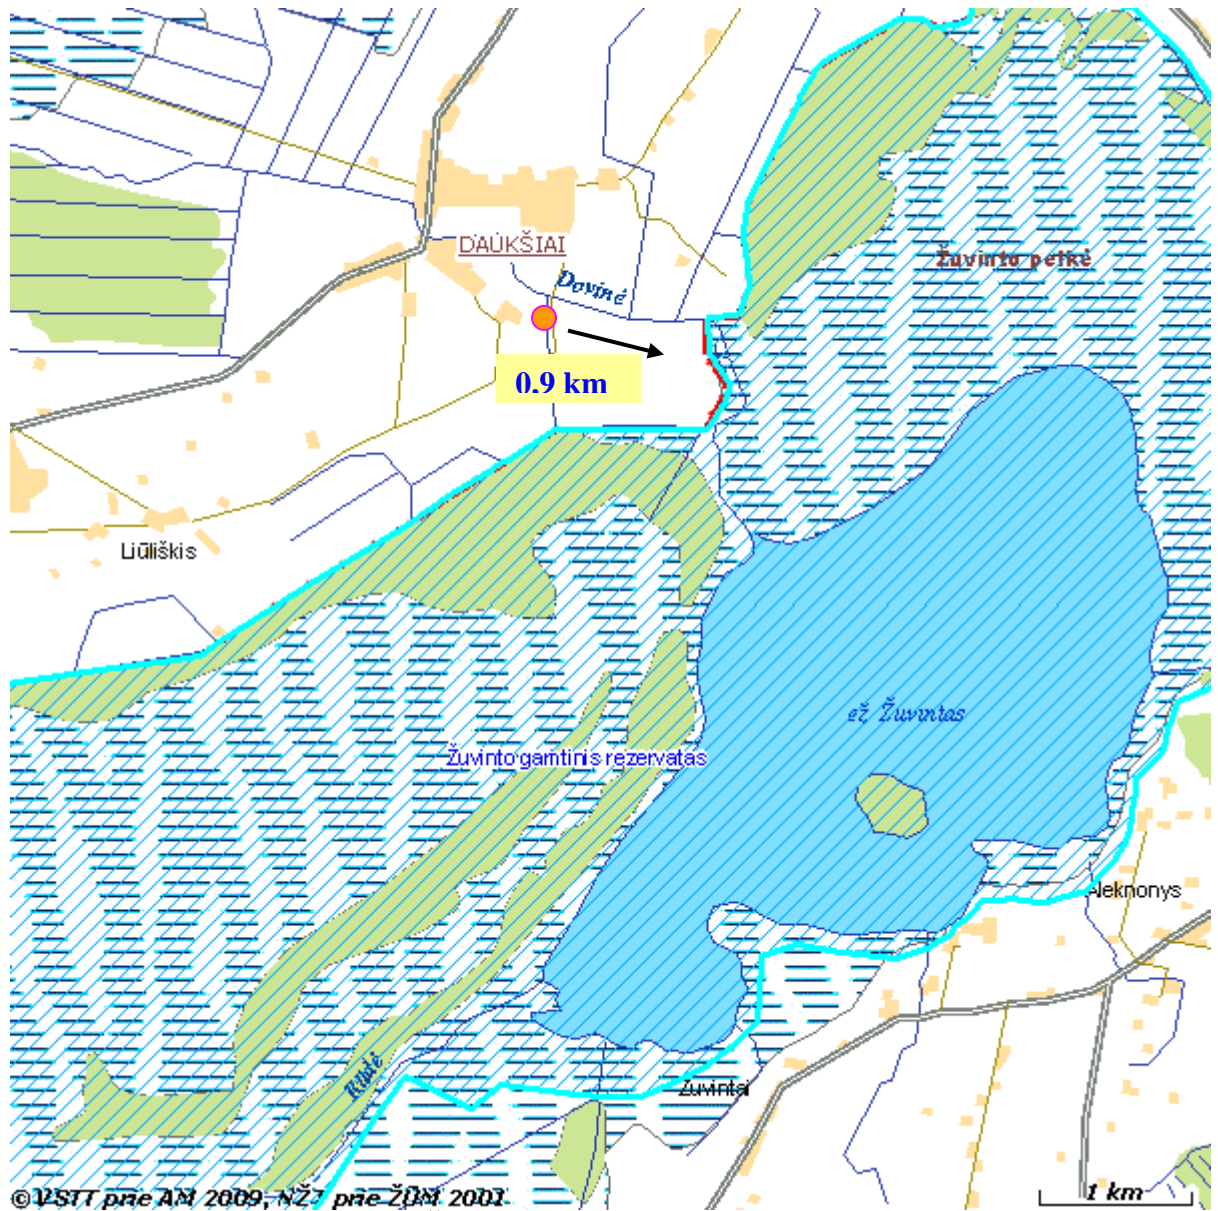 DAUKŠIAI
Žuvinto pelkė
Dovinė
0.9 km
Liūliškis
ež. Žuvintas
Žuvinto gamtinis rezervatas
Aleknonys
Kiblė
Žuvintai
© VSTT prie AM 2009, NŽT prie ŽŪM 2001
1 km